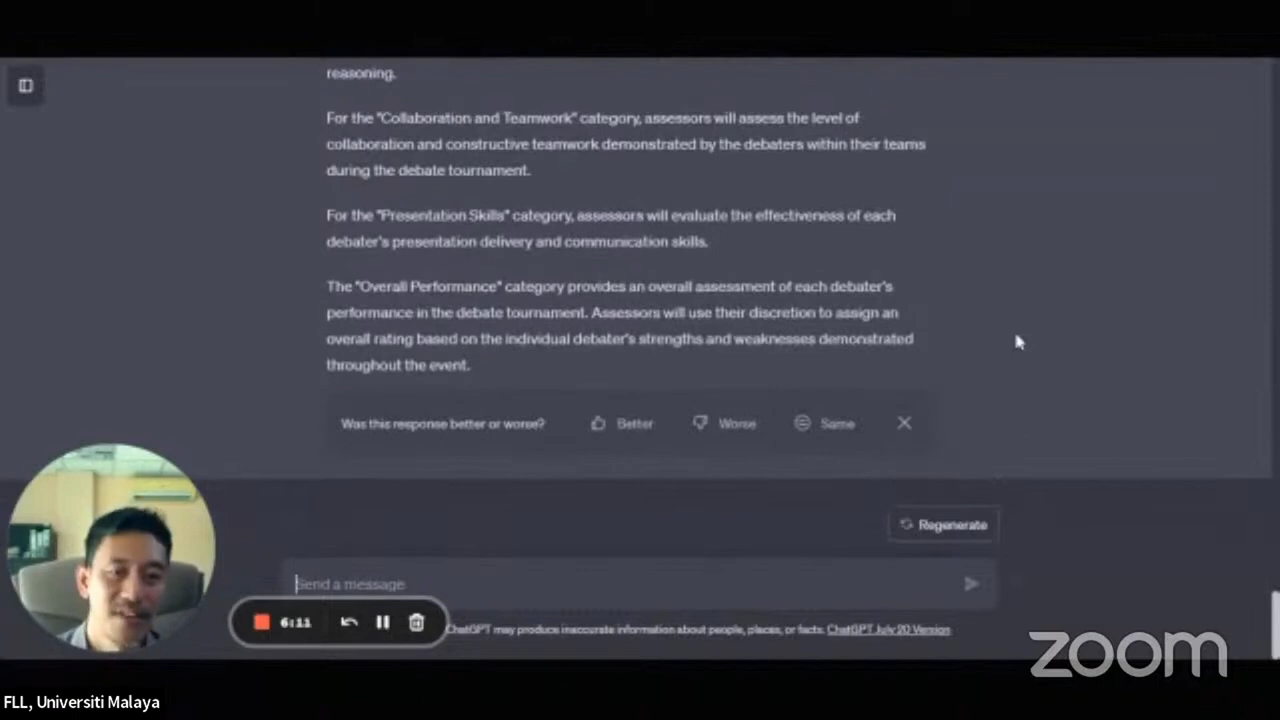 reasoning.
For the "Collaboration and Teamwork" category, assessors will assess the level of
collaboration and constructive teamwork demonstrated by the debaters within their teams
during the debate tournament.
For the "Presentation Skills" category, assessors will evaluate the effectiveness of each
debater's presentation delivery and communication skills.
The "Overall Performance" category provides an overall assessment of each debater's
performance in the debate tournament. Assessors will use their discretion to assign an
overall rating based on the individual debater's strengths and weaknesses demonstrated
throughout the event.
Was this response better or worse? Better Worse Same
Regenerate
Send a message
6:11
ChatGPT may produce inaccurate information about people, places, or facts. ChatGPT July 20 Version
zoom
FLL, Universiti Malaya